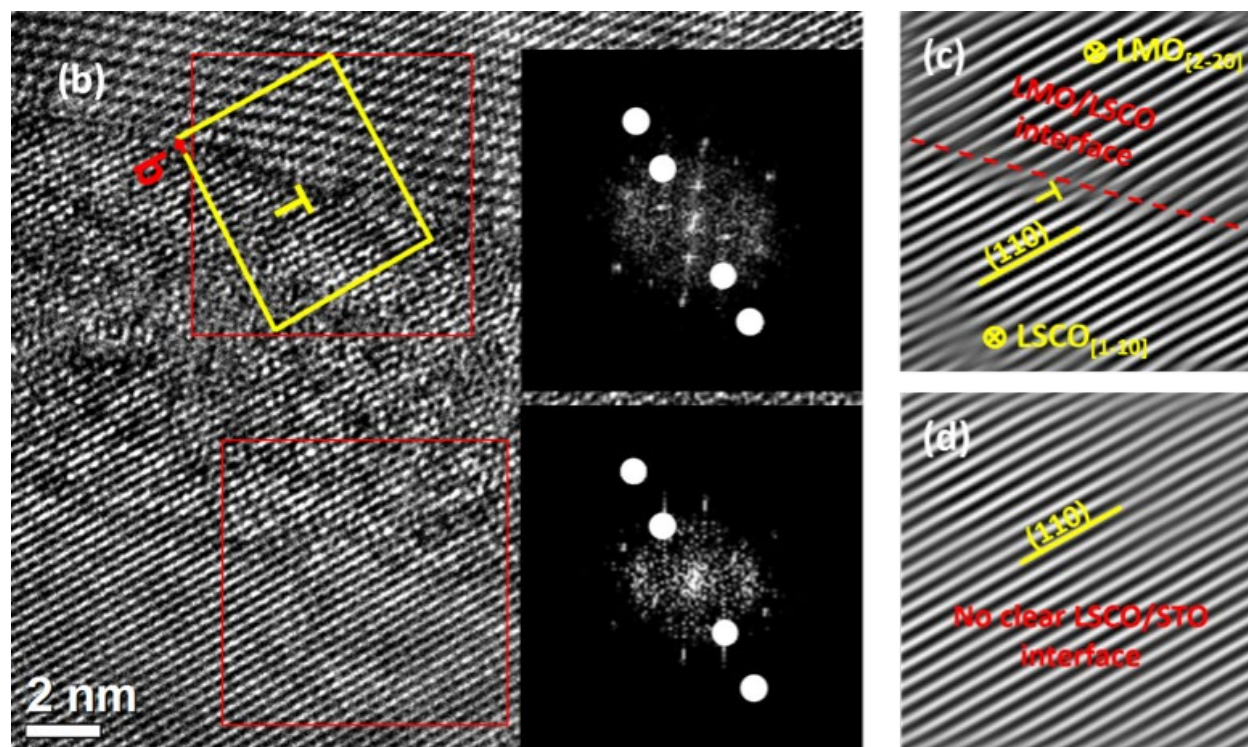 (b)
b
2 nm
(c)
⊗ LMO[2-20]
LMO/LSCO
interface
(110)
⊗ LSCO[1-10]
(d)
(110)
No clear LSCO/STO
interface